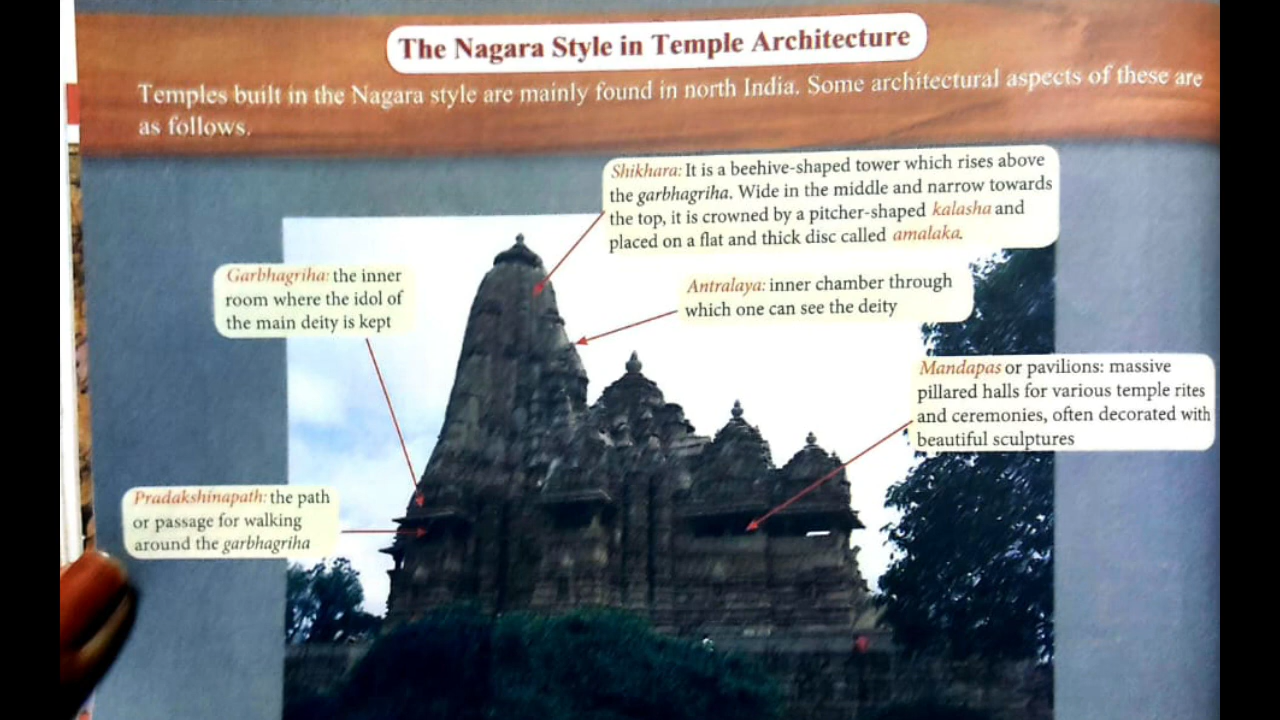 The Nagara Style in Temple Architecture
Temples built in the Nagara style are mainly found in north India. Some architectural aspects of these are
as follows.
Shikhara: It is a beehive-shaped tower which rises above
the garbhagriha. Wide in the middle and narrow towards
the top, it is crowned by a pitcher-shaped kalasha and
placed on a flat and thick disc called amalaka.
Garbhagriha: the inner
room where the idol of
the main deity is kept
Antralaya: inner chamber through
which one can see the deity
Mandapas or pavilions: massive
pillared halls for various temple rites
and ceremonies, often decorated with
beautiful sculptures
Pradakshinapath: the path
or passage for walking
around the garbhagriha